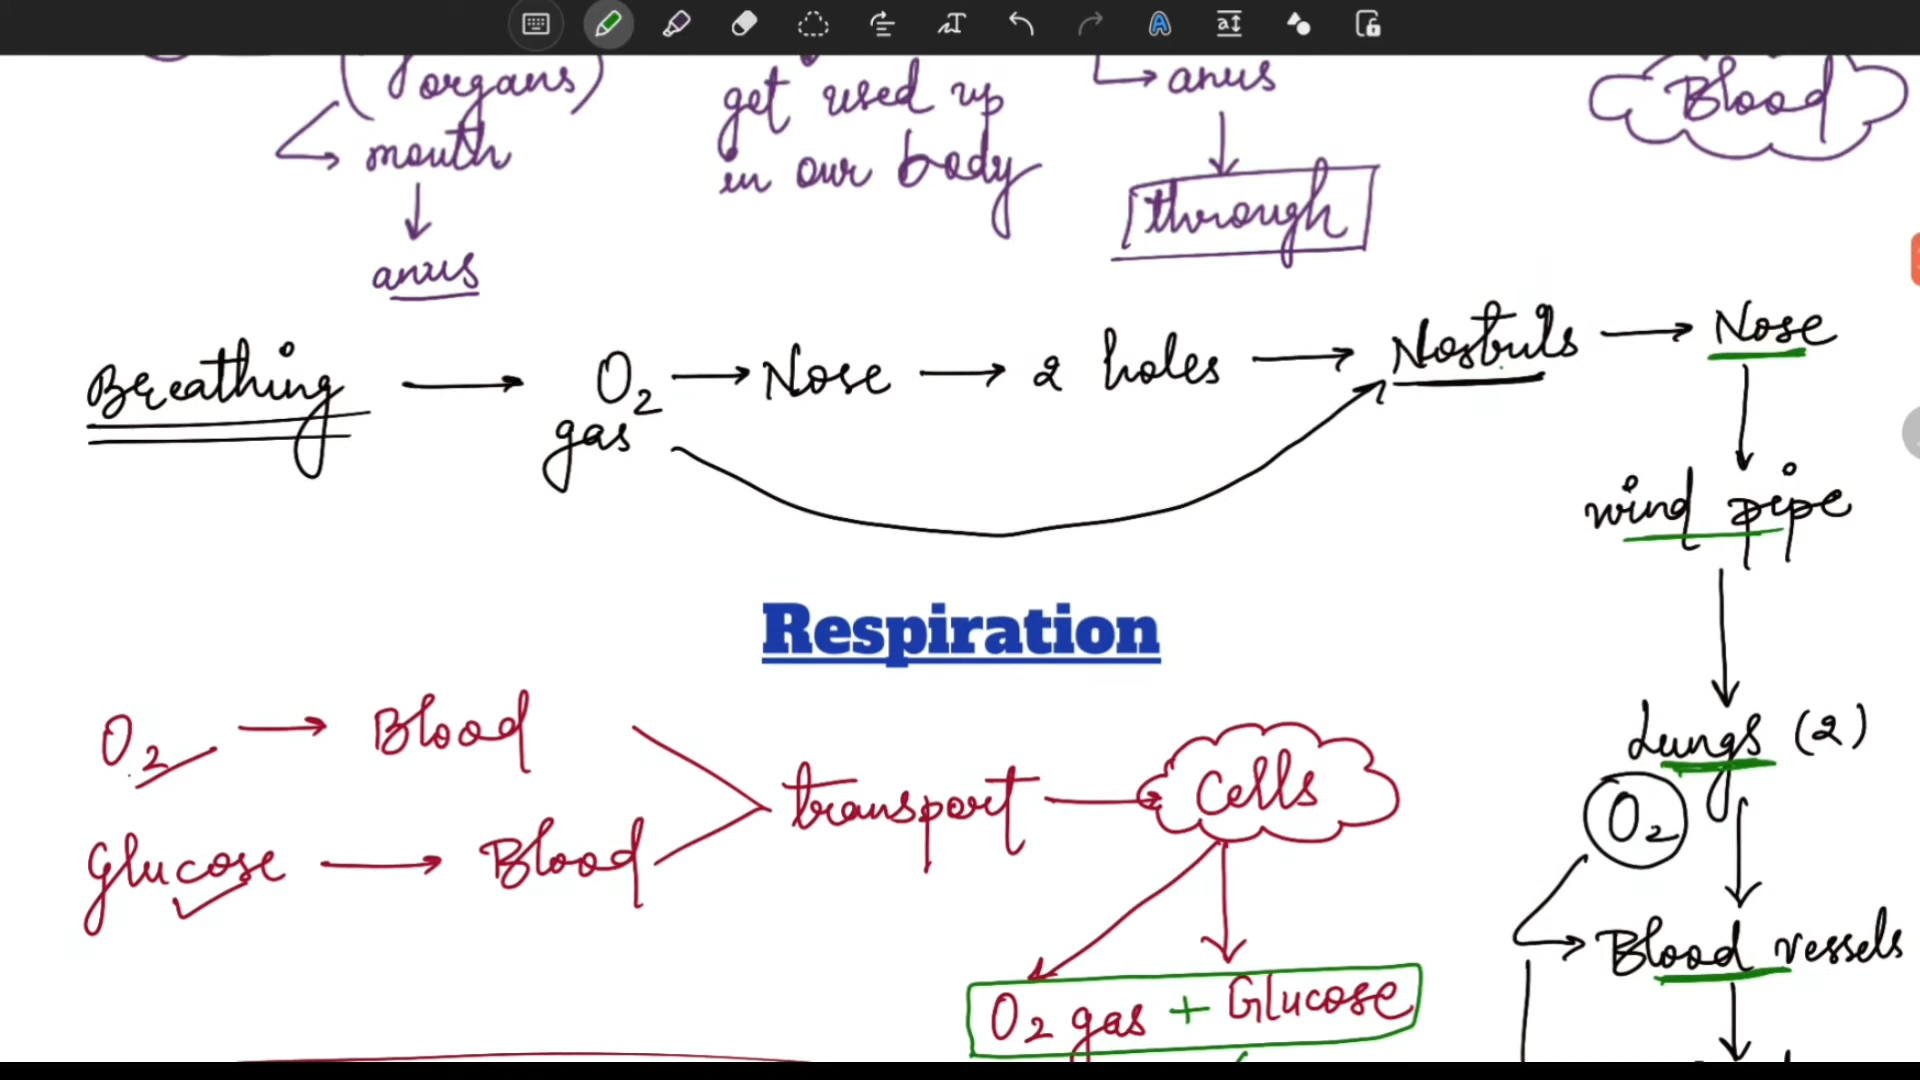 (organs)
mouth
anus
get used up
in our body
anus
through
Blood
Breathing → O2 gas → Nose → 2 holes → Nostrils → Nose
wind pipe
Lungs (2)
O2
Blood vessels
Respiration
O2 → Blood
Glucose → Blood
transport → Cells
O2 gas + Glucose